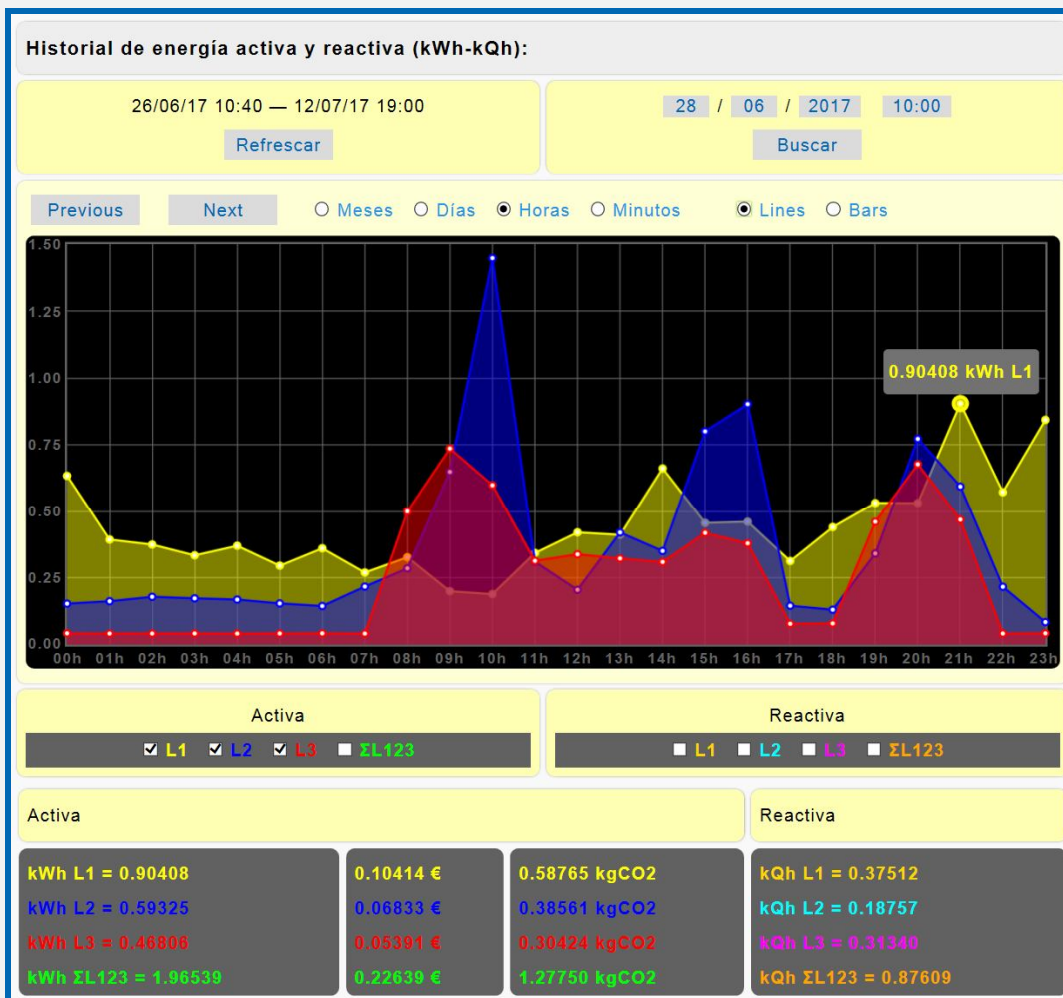 Historial de energía activa y reactiva (kWh-kQh):
26/06/17 10:40 — 12/07/17 19:00
Refrescar
28 / 06 / 2017 10:00
Buscar
Previous Next Meses Días Horas Minutos Lines Bars
1.50
1.25
1.00
0.90408 kWh L1
0.75
0.50
0.25
0.00
00h 01h 02h 03h 04h 05h 06h 07h 08h 09h 10h 11h 12h 13h 14h 15h 16h 17h 18h 19h 20h 21h 22h 23h
Activa
L1 L2 L3 ΣL123
Reactiva
L1 L2 L3 ΣL123
Activa
Reactiva
kWh L1 = 0.90408 0.10414 € 0.58765 kgCO2 kQh L1 = 0.37512
kWh L2 = 0.59325 0.06833 € 0.38561 kgCO2 kQh L2 = 0.18757
kWh L3 = 0.46806 0.05391 € 0.30424 kgCO2 kQh L3 = 0.31340
kWh ΣL123 = 1.96539 0.22639 € 1.27750 kgCO2 kQh ΣL123 = 0.87609